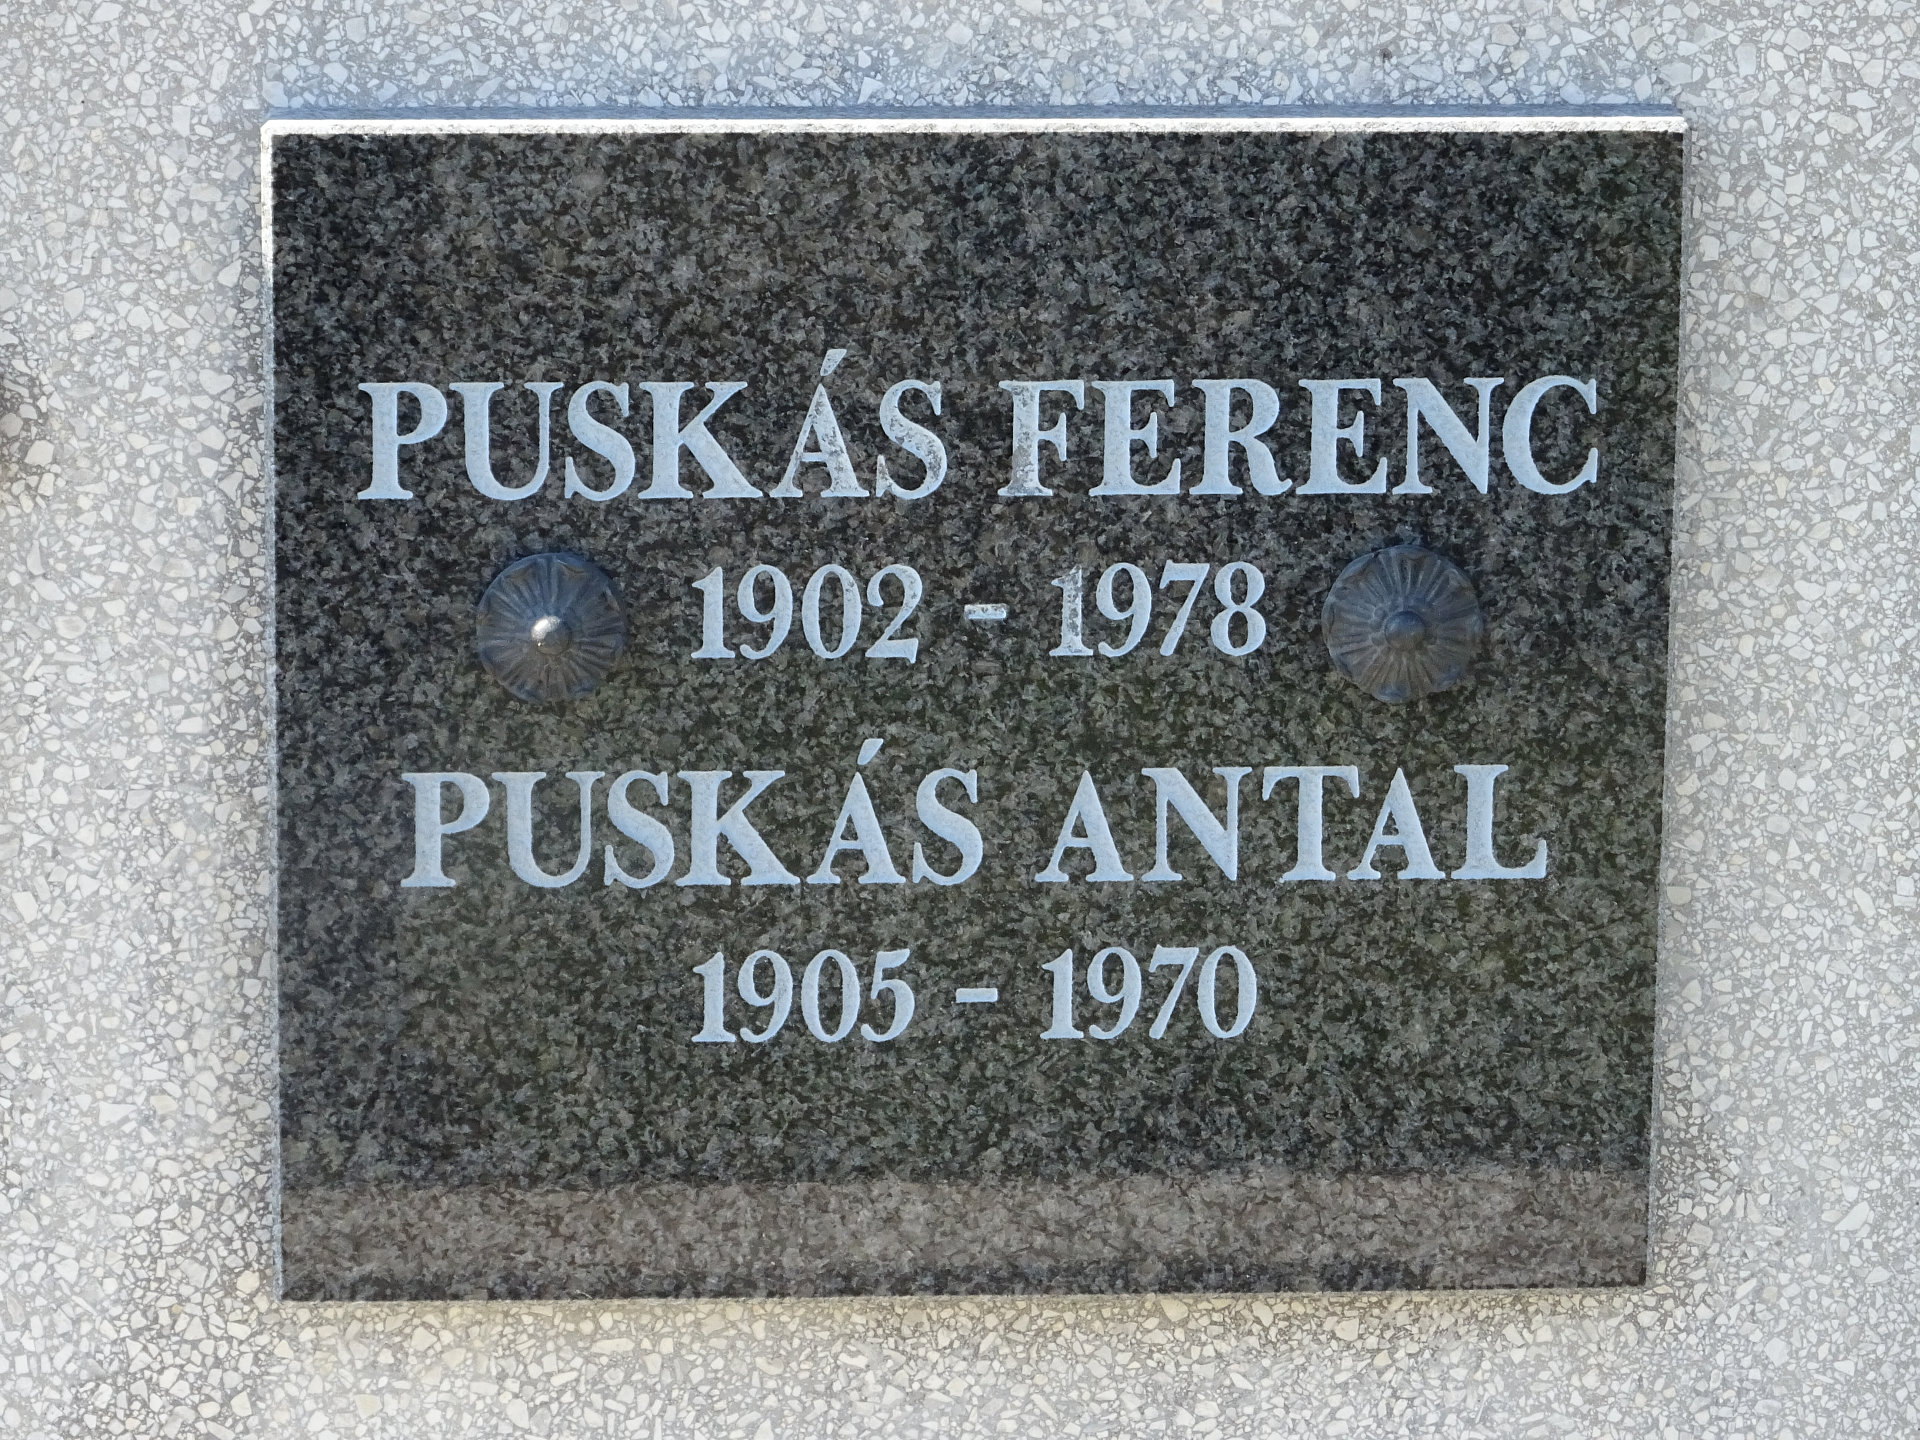 PUSKÁS FERENC
1902 - 1978
PUSKÁS ANTAL
1905 - 1970